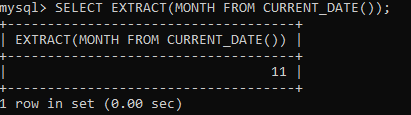 mysql> SELECT EXTRACT(MONTH FROM CURRENT_DATE());
+-----------------------------------+
| EXTRACT(MONTH FROM CURRENT_DATE()) |
+-----------------------------------+
|                                 11 |
+-----------------------------------+
1 row in set (0.00 sec)